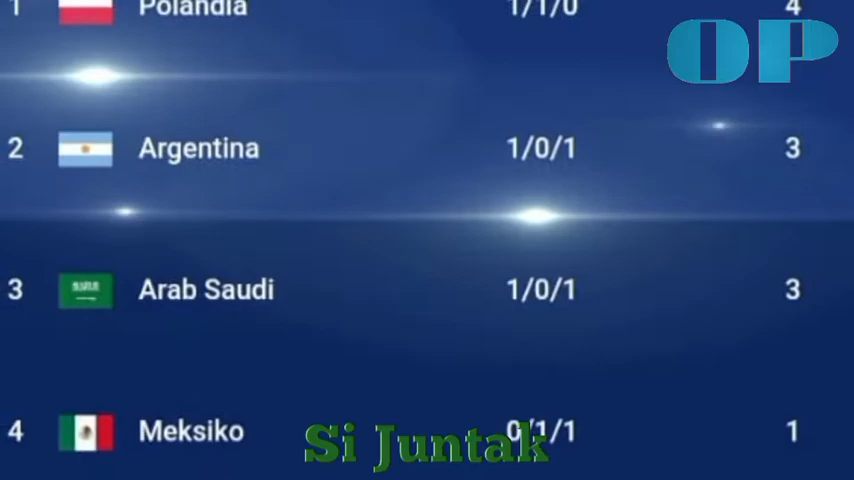 1 Polandia 1/1/0 4
OP
2 Argentina 1/0/1 3
3 Arab Saudi 1/0/1 3
4 Meksiko 0/1/1 1
Si Juntak